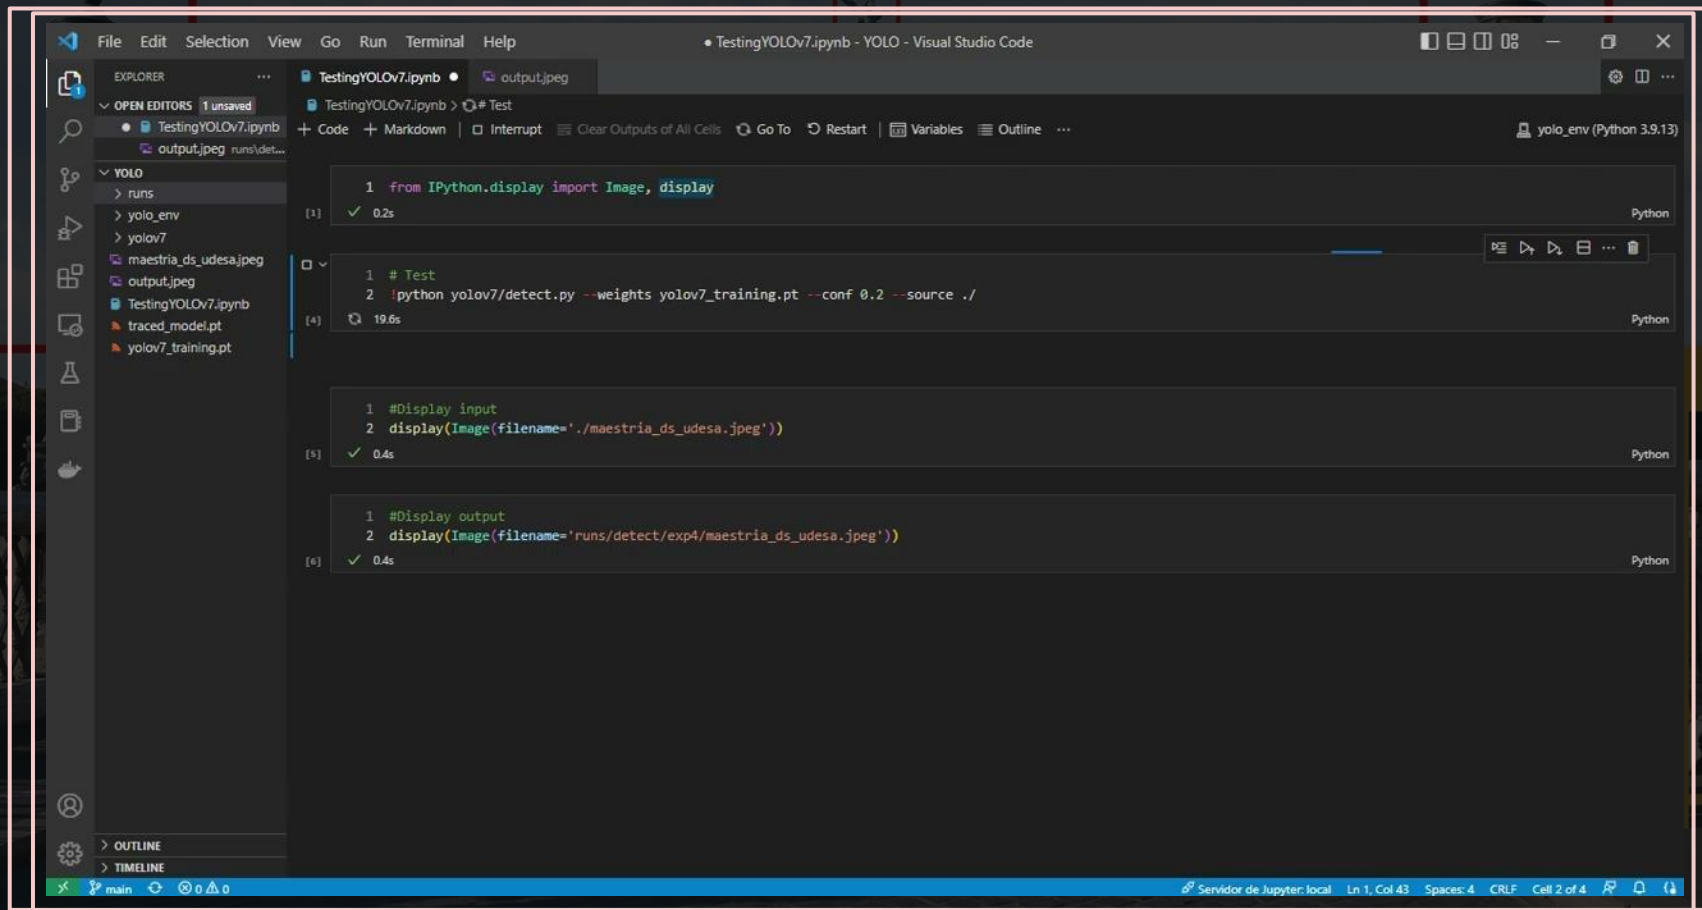 File Edit Selection View Go Run Terminal Help
● TestingYOLOv7.ipynb - YOLO - Visual Studio Code
EXPLORER ...
OPEN EDITORS 1 unsaved
● TestingYOLOv7.ipynb
output.jpeg runs\det...
YOLO
runs
yolo_env
yolov7
maestria_ds_udesa.jpeg
output.jpeg
TestingYOLOv7.ipynb
traced_model.pt
yolov7_training.pt
OUTLINE
TIMELINE
TestingYOLOv7.ipynb ●
output.jpeg
TestingYOLOv7.ipynb > # Test
+ Code + Markdown | Interrupt Clear Outputs of All Cells Go To Restart | Variables Outline ...
yolo_env (Python 3.9.13)
1 from IPython.display import Image, display
[1] ✓ 0.2s Python
1 # Test
2 !python yolov7/detect.py --weights yolov7_training.pt --conf 0.2 --source ./
[4] 19.6s Python
1 #Display input
2 display(Image(filename='./maestria_ds_udesa.jpeg'))
[5] ✓ 0.4s Python
1 #Display output
2 display(Image(filename='runs/detect/exp4/maestria_ds_udesa.jpeg'))
[6] ✓ 0.4s Python
1
main 0 0
Servidor de Jupyter: local Ln 1, Col 43 Spaces: 4 CRLF Cell 2 of 4